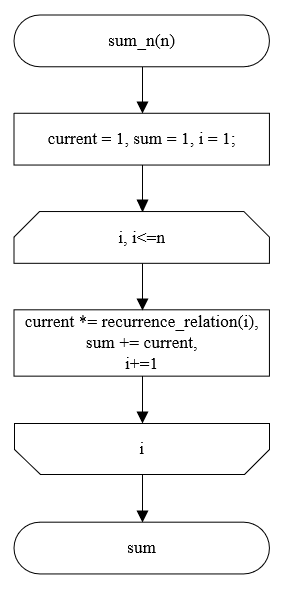 sum_n(n)
current = 1, sum = 1, i = 1;
i, i<=n
current *= recurrence_relation(i),
sum += current,
i+=1
i
sum